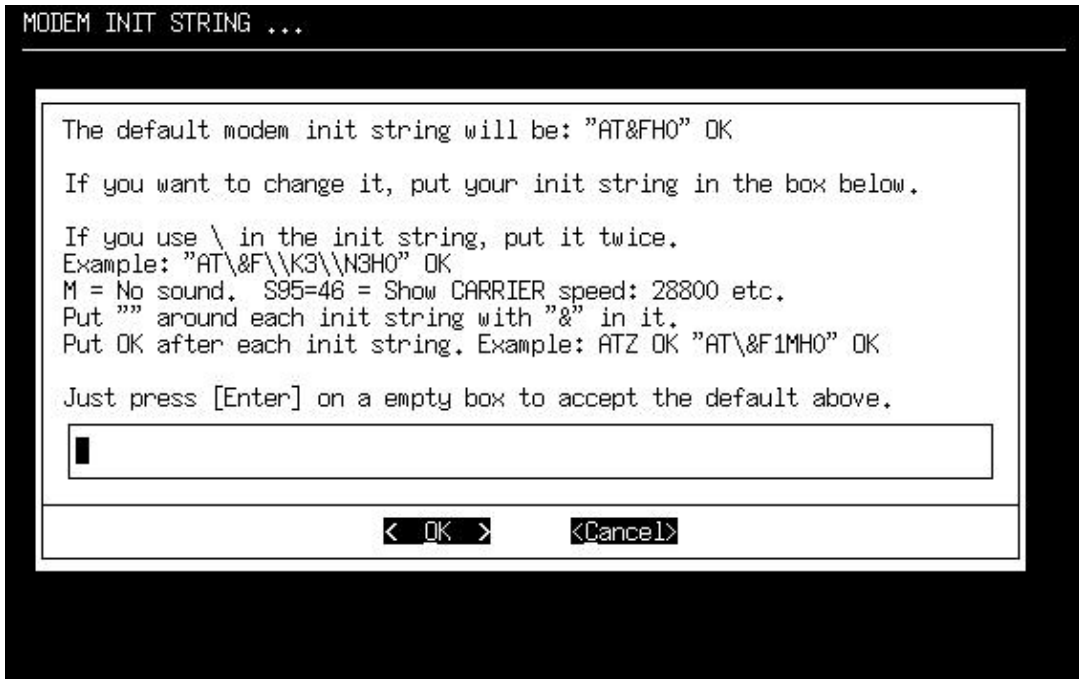 MODEM INIT STRING ...
The default modem init string will be: "AT&FH0" OK
If you want to change it, put your init string in the box below.
If you use \ in the init string, put it twice.
Example: "AT\&F\\K3\\N3H0" OK
M = No sound.  S95=46 = Show CARRIER speed: 28800 etc.
Put "" around each init string with "&" in it.
Put OK after each init string. Example: ATZ OK "AT\&F1MH0" OK
Just press [Enter] on a empty box to accept the default above.
< OK > <Cancel>